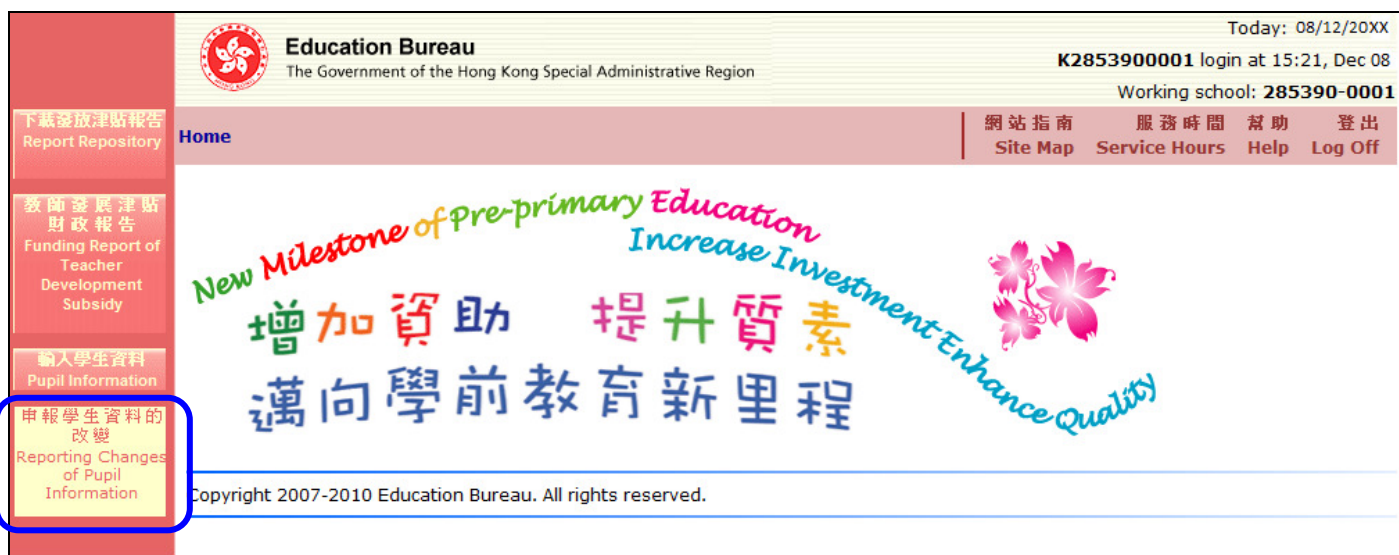 Education Bureau
The Government of the Hong Kong Special Administrative Region
Today: 08/12/20XX
K2853900001 login at 15:21, Dec 08
Working school: 285390-0001
Home
網站指南 服務時間 幫助 登出
Site Map Service Hours Help Log Off
下載發放津貼報告
Report Repository
教師發展津貼
財政報告
Funding Report of
Teacher
Development
Subsidy
輸入學生資料
Pupil Information
申報學生資料的
改變
Reporting Changes
of Pupil
Information
New Milestone of Pre-primary Education
Increase Investment Enhance Quality
增加資助 提升質素
邁向學前教育新里程
Copyright 2007-2010 Education Bureau. All rights reserved.